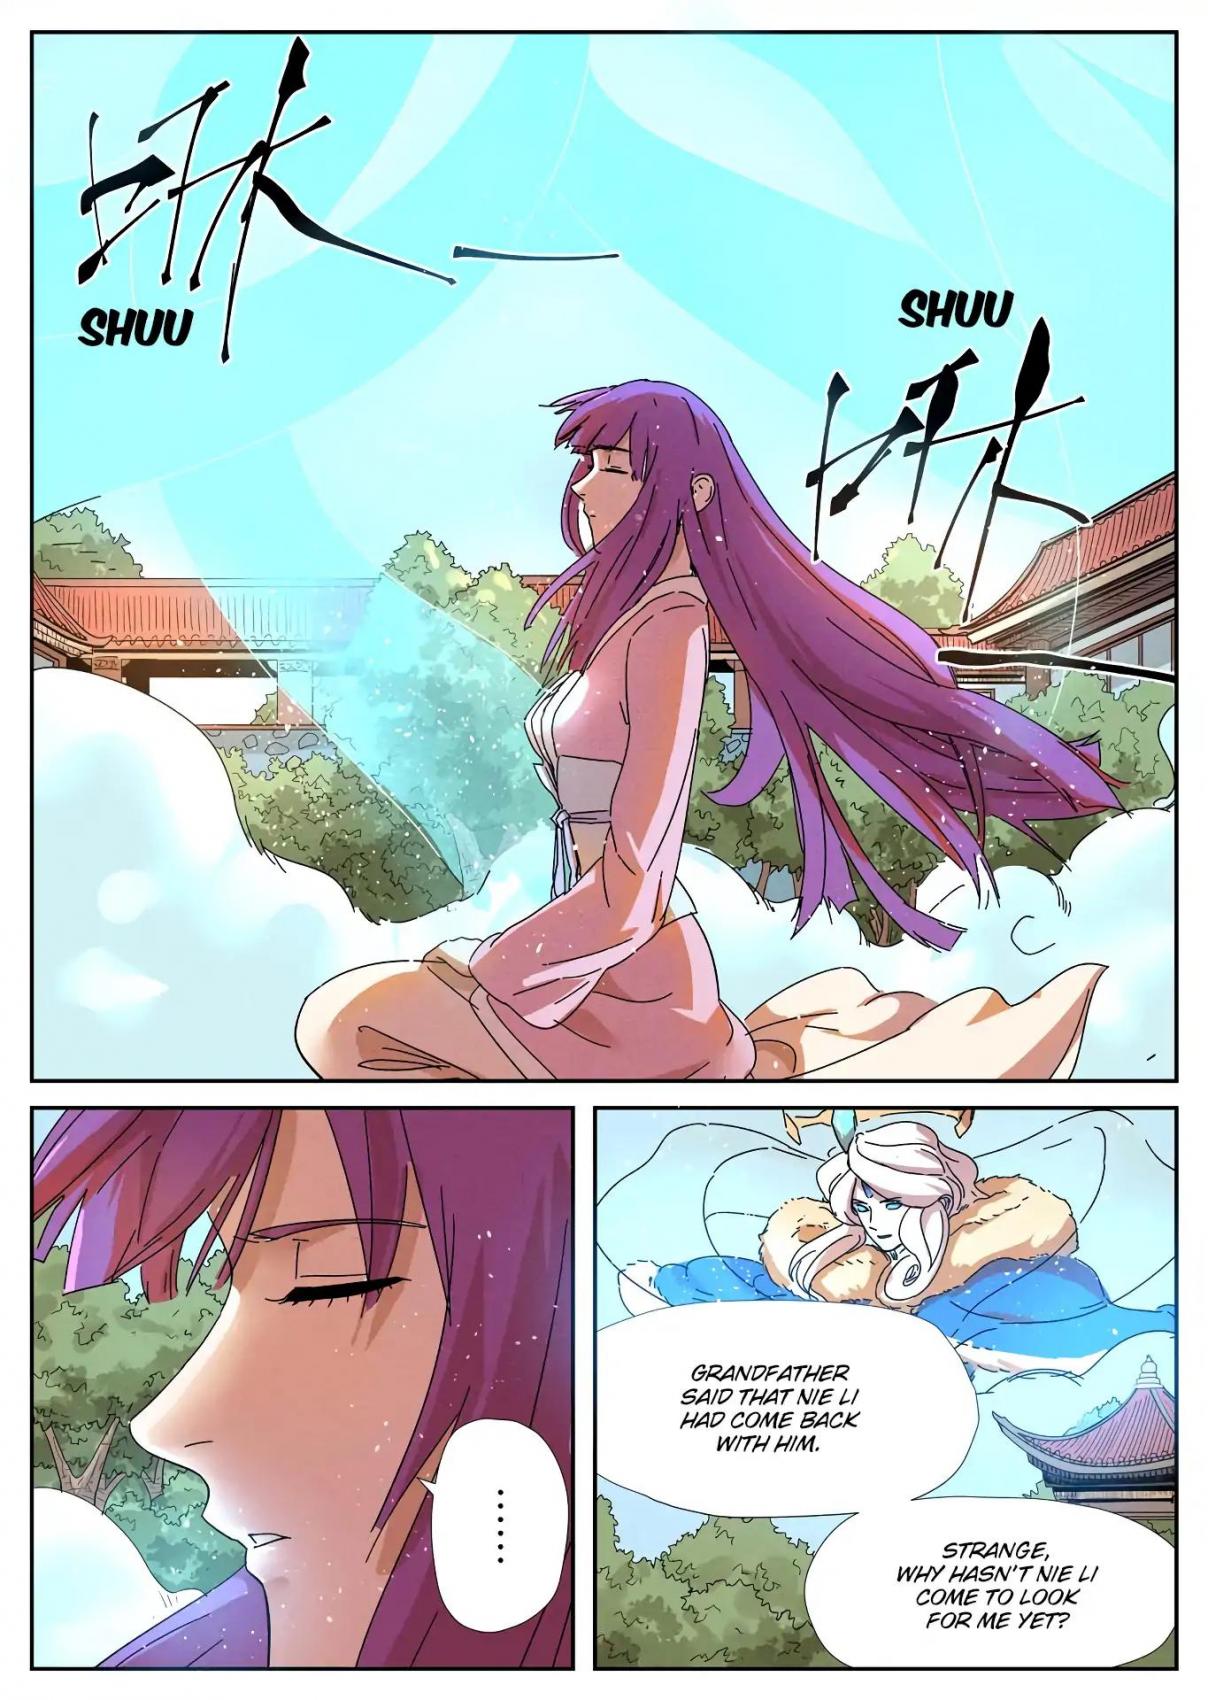 咻
SHUU
SHUU
咻
......
GRANDFATHER
SAID THAT NIE LI
HAD COME BACK
WITH HIM.
STRANGE,
WHY HASN'T NIE LI
COME TO LOOK
FOR ME YET?